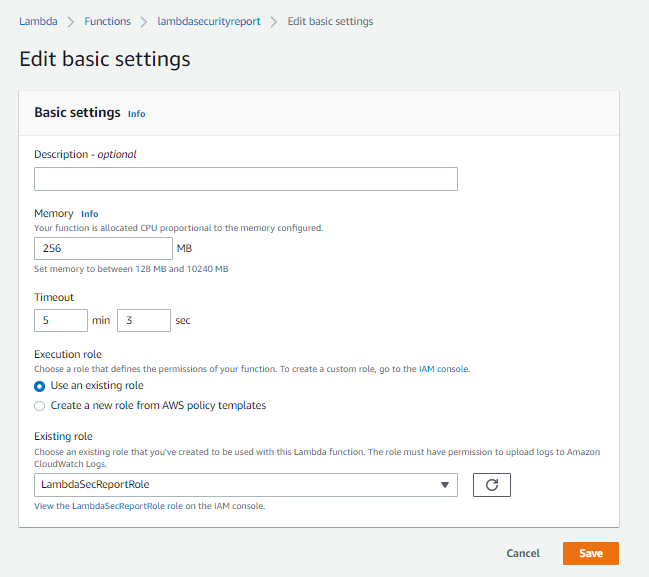 Lambda > Functions > lambdasecurityreport > Edit basic settings
Edit basic settings
Basic settings Info
Description - optional
Memory Info
Your function is allocated CPU proportional to the memory configured.
256 MB
Set memory to between 128 MB and 10240 MB
Timeout
5 min 3 sec
Execution role
Choose a role that defines the permissions of your function. To create a custom role, go to the IAM console.
Use an existing role
Create a new role from AWS policy templates
Existing role
Choose an existing role that you've created to be used with this Lambda function. The role must have permission to upload logs to Amazon
CloudWatch Logs.
LambdaSecReportRole
View the LambdaSecReportRole role on the IAM console.
Cancel Save